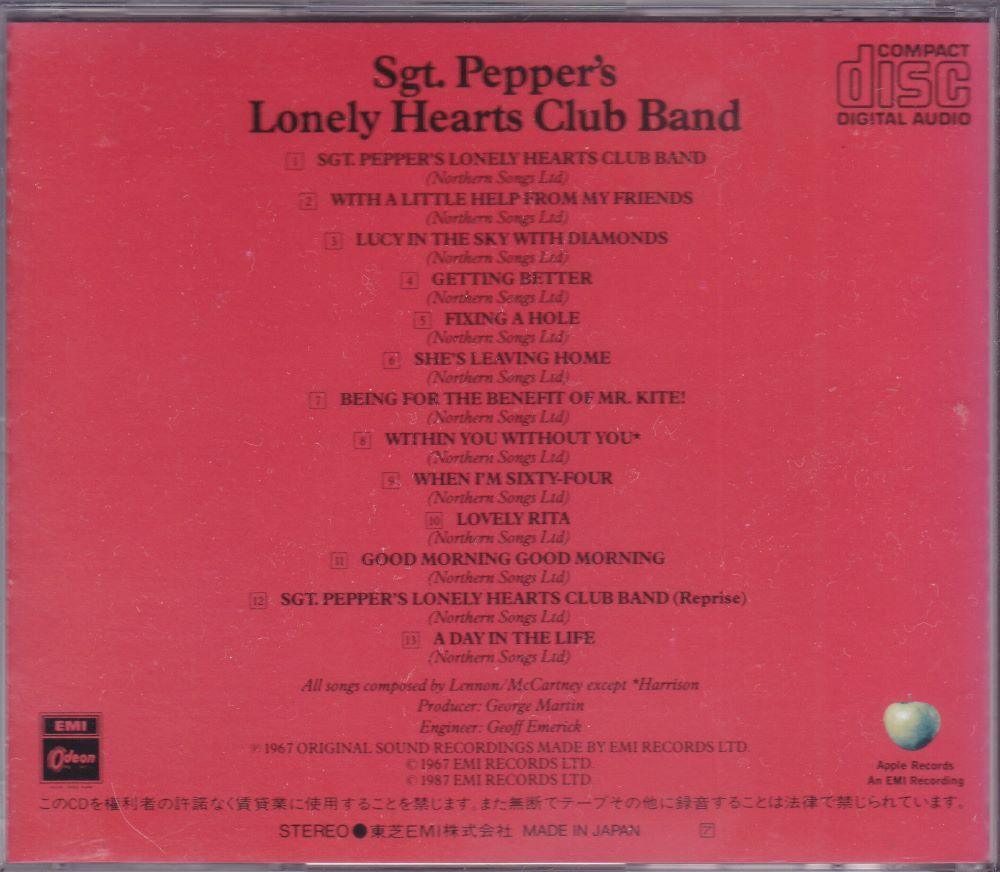 Sgt. Pepper's
Lonely Hearts Club Band
COMPACT
disc
DIGITAL AUDIO
1 SGT. PEPPER'S LONELY HEARTS CLUB BAND
(Northern Songs Ltd)
2 WITH A LITTLE HELP FROM MY FRIENDS
(Northern Songs Ltd)
3 LUCY IN THE SKY WITH DIAMONDS
(Northern Songs Ltd)
4 GETTING BETTER
(Northern Songs Ltd)
5 FIXING A HOLE
(Northern Songs Ltd)
6 SHE'S LEAVING HOME
(Northern Songs Ltd)
7 BEING FOR THE BENEFIT OF MR. KITE!
(Northern Songs Ltd)
8 WITHIN YOU WITHOUT YOU*
(Northern Songs Ltd)
9 WHEN I'M SIXTY-FOUR
(Northern Songs Ltd)
10 LOVELY RITA
(Northern Songs Ltd)
11 GOOD MORNING GOOD MORNING
(Northern Songs Ltd)
12 SGT. PEPPER'S LONELY HEARTS CLUB BAND (Reprise)
(Northern Songs Ltd)
13 A DAY IN THE LIFE
(Northern Songs Ltd)
All songs composed by Lennon/McCartney except *Harrison
Producer: George Martin
Engineer: Geoff Emerick
℗ 1967 ORIGINAL SOUND RECORDINGS MADE BY EMI RECORDS LTD.
© 1967 EMI RECORDS LTD.
© 1987 EMI RECORDS LTD.
EMI
Odeon
Apple Records
An EMI Recording
このCDを権利者の許諾なく賃貸業に使用することを禁じます。また無断でテープその他に録音することは法律で禁じられています。
STEREO●東芝EMI株式会社 MADE IN JAPAN ア